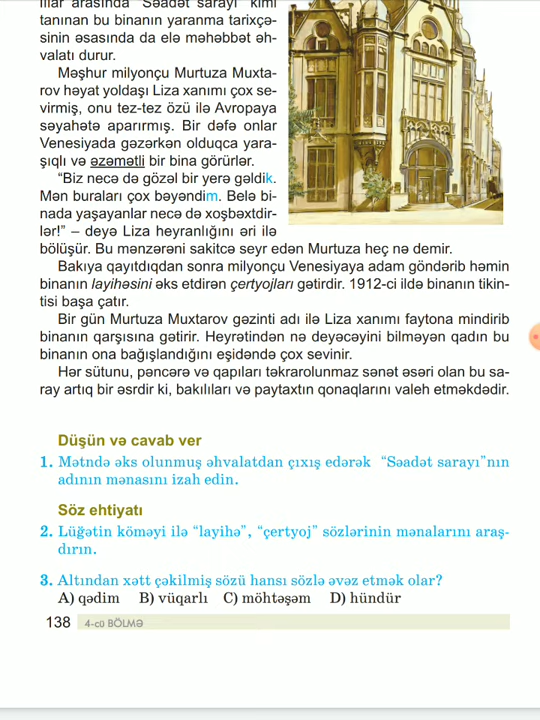 illər arasında “Səadət sarayı” kimi
tanınan bu binanın yaranma tarixçə-
sinin əsasında da elə məhəbbət əh-
valatı durur.
Məşhur milyonçu Murtuza Muxta-
rov həyat yoldaşı Liza xanımı çox se-
virmiş, onu tez-tez özü ilə Avropaya
səyahətə aparırmış. Bir dəfə onlar
Venesiyada gəzərkən olduqca yara-
şıqlı və əzəmətli bir bina görürlər.
“Biz necə də gözəl bir yerə gəldik.
Mən buraları çox bəyəndim. Belə bi-
nada yaşayanlar necə də xoşbəxtdir-
lər!” – deyə Liza heyranlığını əri ilə
bölüşür. Bu mənzərəni sakitcə seyr edən Murtuza heç nə demir.
Bakıya qayıtdıqdan sonra milyonçu Venesiyaya adam göndərib həmin
binanın layihəsini əks etdirən çertyojları gətirdir. 1912-ci ildə binanın tikin-
tisi başa çatır.
Bir gün Murtuza Muxtarov gəzinti adı ilə Liza xanımı faytona mindirib
binanın qarşısına gətirir. Heyrətindən nə deyəcəyini bilməyən qadın bu
binanın ona bağışlandığını eşidəndə çox sevinir.
Hər sütunu, pəncərə və qapıları təkrarolunmaz sənət əsəri olan bu sa-
ray artıq bir əsrdir ki, bakılıları və paytaxtın qonaqlarını valeh etməkdədir.
Düşün və cavab ver
1. Mətndə əks olunmuş əhvalatdan çıxış edərək “Səadət sarayı”nın
adının mənasını izah edin.
Söz ehtiyatı
2. Lüğətin köməyi ilə “layihə”, “çertyoj” sözlərinin mənalarını araş-
dırın.
3. Altından xətt çəkilmiş sözü hansı sözlə əvəz etmək olar?
A) qədim B) vüqarlı C) möhtəşəm D) hündür
138 4-cü BÖLMƏ